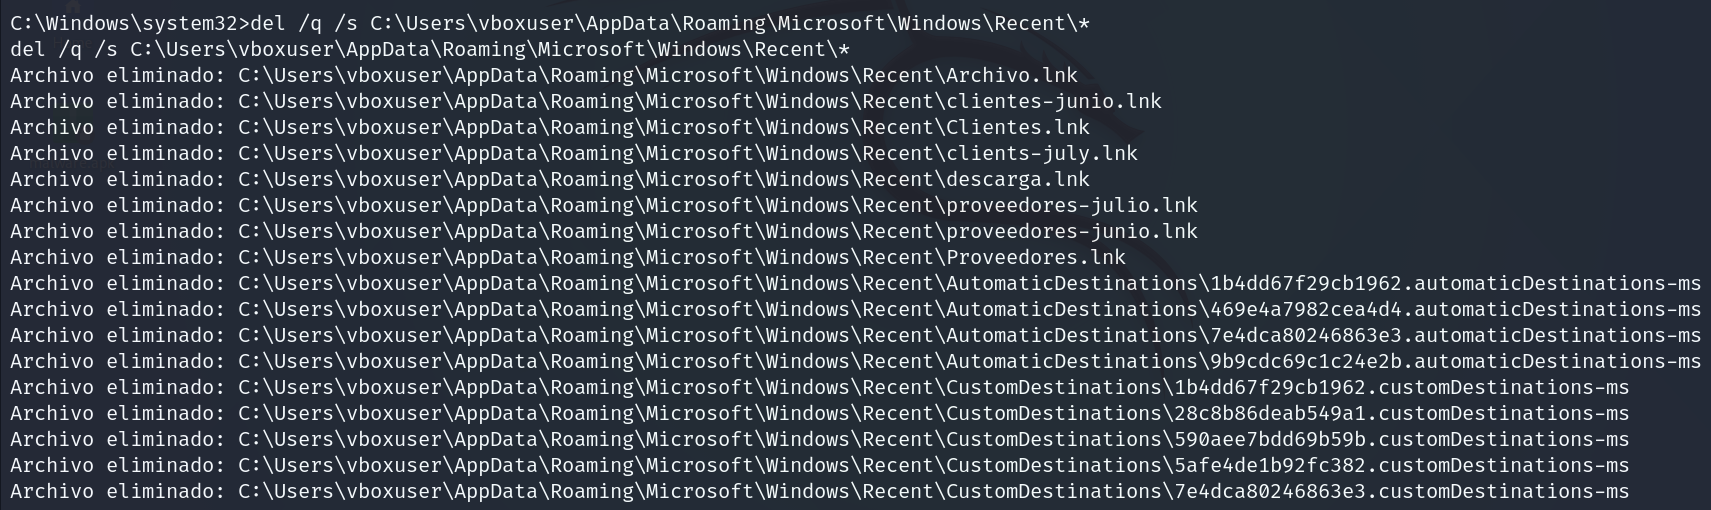 C:\Windows\system32>del /q /s C:\Users\vboxuser\AppData\Roaming\Microsoft\Windows\Recent\*
del /q /s C:\Users\vboxuser\AppData\Roaming\Microsoft\Windows\Recent\*
Archivo eliminado: C:\Users\vboxuser\AppData\Roaming\Microsoft\Windows\Recent\Archivo.lnk
Archivo eliminado: C:\Users\vboxuser\AppData\Roaming\Microsoft\Windows\Recent\clientes-junio.lnk
Archivo eliminado: C:\Users\vboxuser\AppData\Roaming\Microsoft\Windows\Recent\Clientes.lnk
Archivo eliminado: C:\Users\vboxuser\AppData\Roaming\Microsoft\Windows\Recent\clients-july.lnk
Archivo eliminado: C:\Users\vboxuser\AppData\Roaming\Microsoft\Windows\Recent\descarga.lnk
Archivo eliminado: C:\Users\vboxuser\AppData\Roaming\Microsoft\Windows\Recent\proveedores-julio.lnk
Archivo eliminado: C:\Users\vboxuser\AppData\Roaming\Microsoft\Windows\Recent\proveedores-junio.lnk
Archivo eliminado: C:\Users\vboxuser\AppData\Roaming\Microsoft\Windows\Recent\Proveedores.lnk
Archivo eliminado: C:\Users\vboxuser\AppData\Roaming\Microsoft\Windows\Recent\AutomaticDestinations\1b4dd67f29cb1962.automaticDestinations-ms
Archivo eliminado: C:\Users\vboxuser\AppData\Roaming\Microsoft\Windows\Recent\AutomaticDestinations\469e4a7982cea4d4.automaticDestinations-ms
Archivo eliminado: C:\Users\vboxuser\AppData\Roaming\Microsoft\Windows\Recent\AutomaticDestinations\7e4dca80246863e3.automaticDestinations-ms
Archivo eliminado: C:\Users\vboxuser\AppData\Roaming\Microsoft\Windows\Recent\AutomaticDestinations\9b9cdc69c1c24e2b.automaticDestinations-ms
Archivo eliminado: C:\Users\vboxuser\AppData\Roaming\Microsoft\Windows\Recent\CustomDestinations\1b4dd67f29cb1962.customDestinations-ms
Archivo eliminado: C:\Users\vboxuser\AppData\Roaming\Microsoft\Windows\Recent\CustomDestinations\28c8b86deab549a1.customDestinations-ms
Archivo eliminado: C:\Users\vboxuser\AppData\Roaming\Microsoft\Windows\Recent\CustomDestinations\590aee7bdd69b59b.customDestinations-ms
Archivo eliminado: C:\Users\vboxuser\AppData\Roaming\Microsoft\Windows\Recent\CustomDestinations\5afe4de1b92fc382.customDestinations-ms
Archivo eliminado: C:\Users\vboxuser\AppData\Roaming\Microsoft\Windows\Recent\CustomDestinations\7e4dca80246863e3.customDestinations-ms